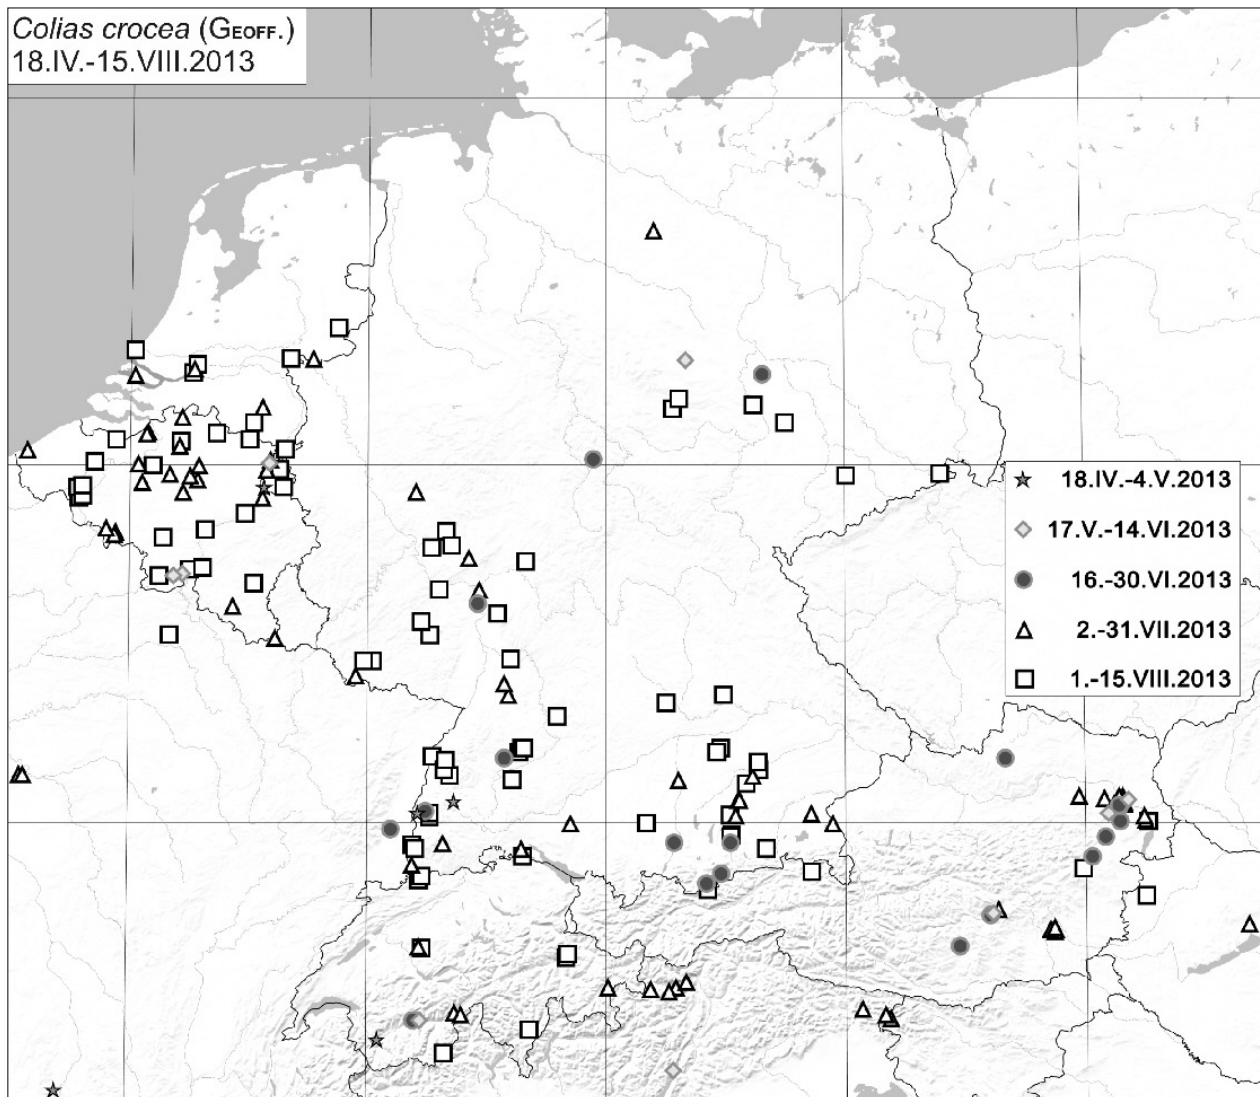 Colias crocea (GEOFF.)
18.IV.-15.VIII.2013
18.IV.-4.V.2013
17.V.-14.VI.2013
16.-30.VI.2013
2.-31.VII.2013
1.-15.VIII.2013